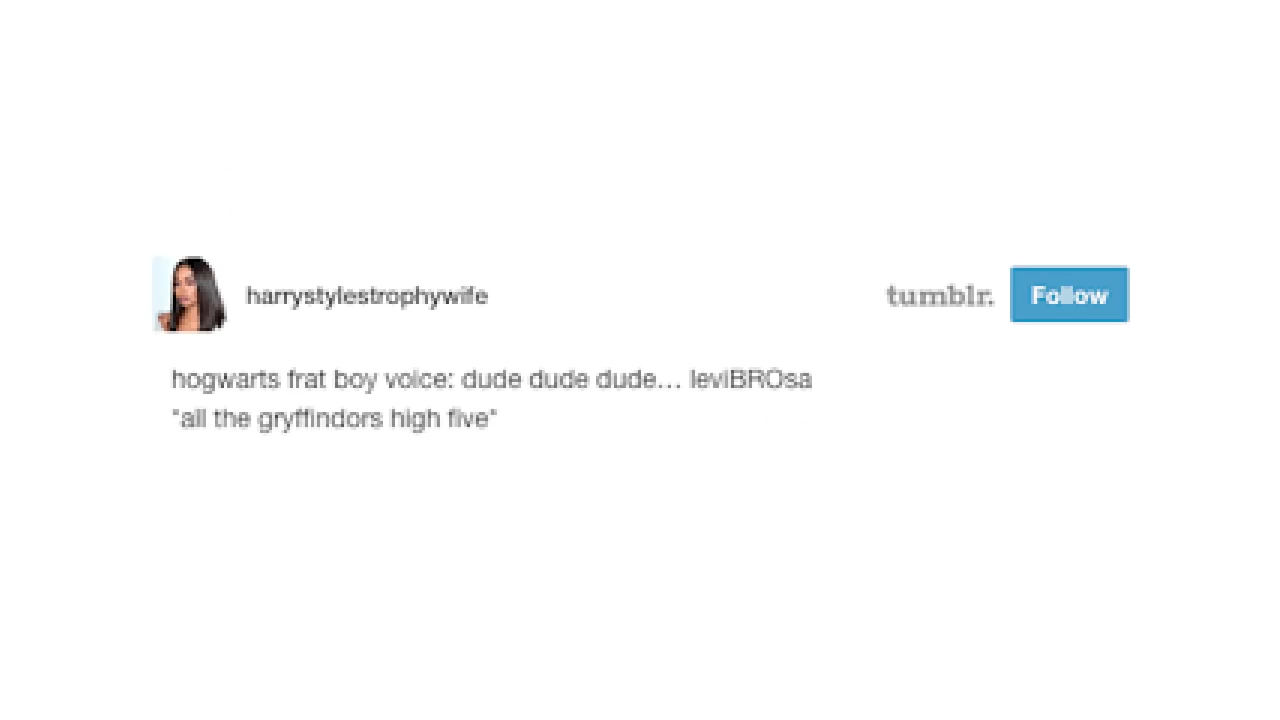 harrystylestrophywife
tumblr.
Follow
hogwarts frat boy voice: dude dude dude... leviBROsa
*all the gryffindors high five*